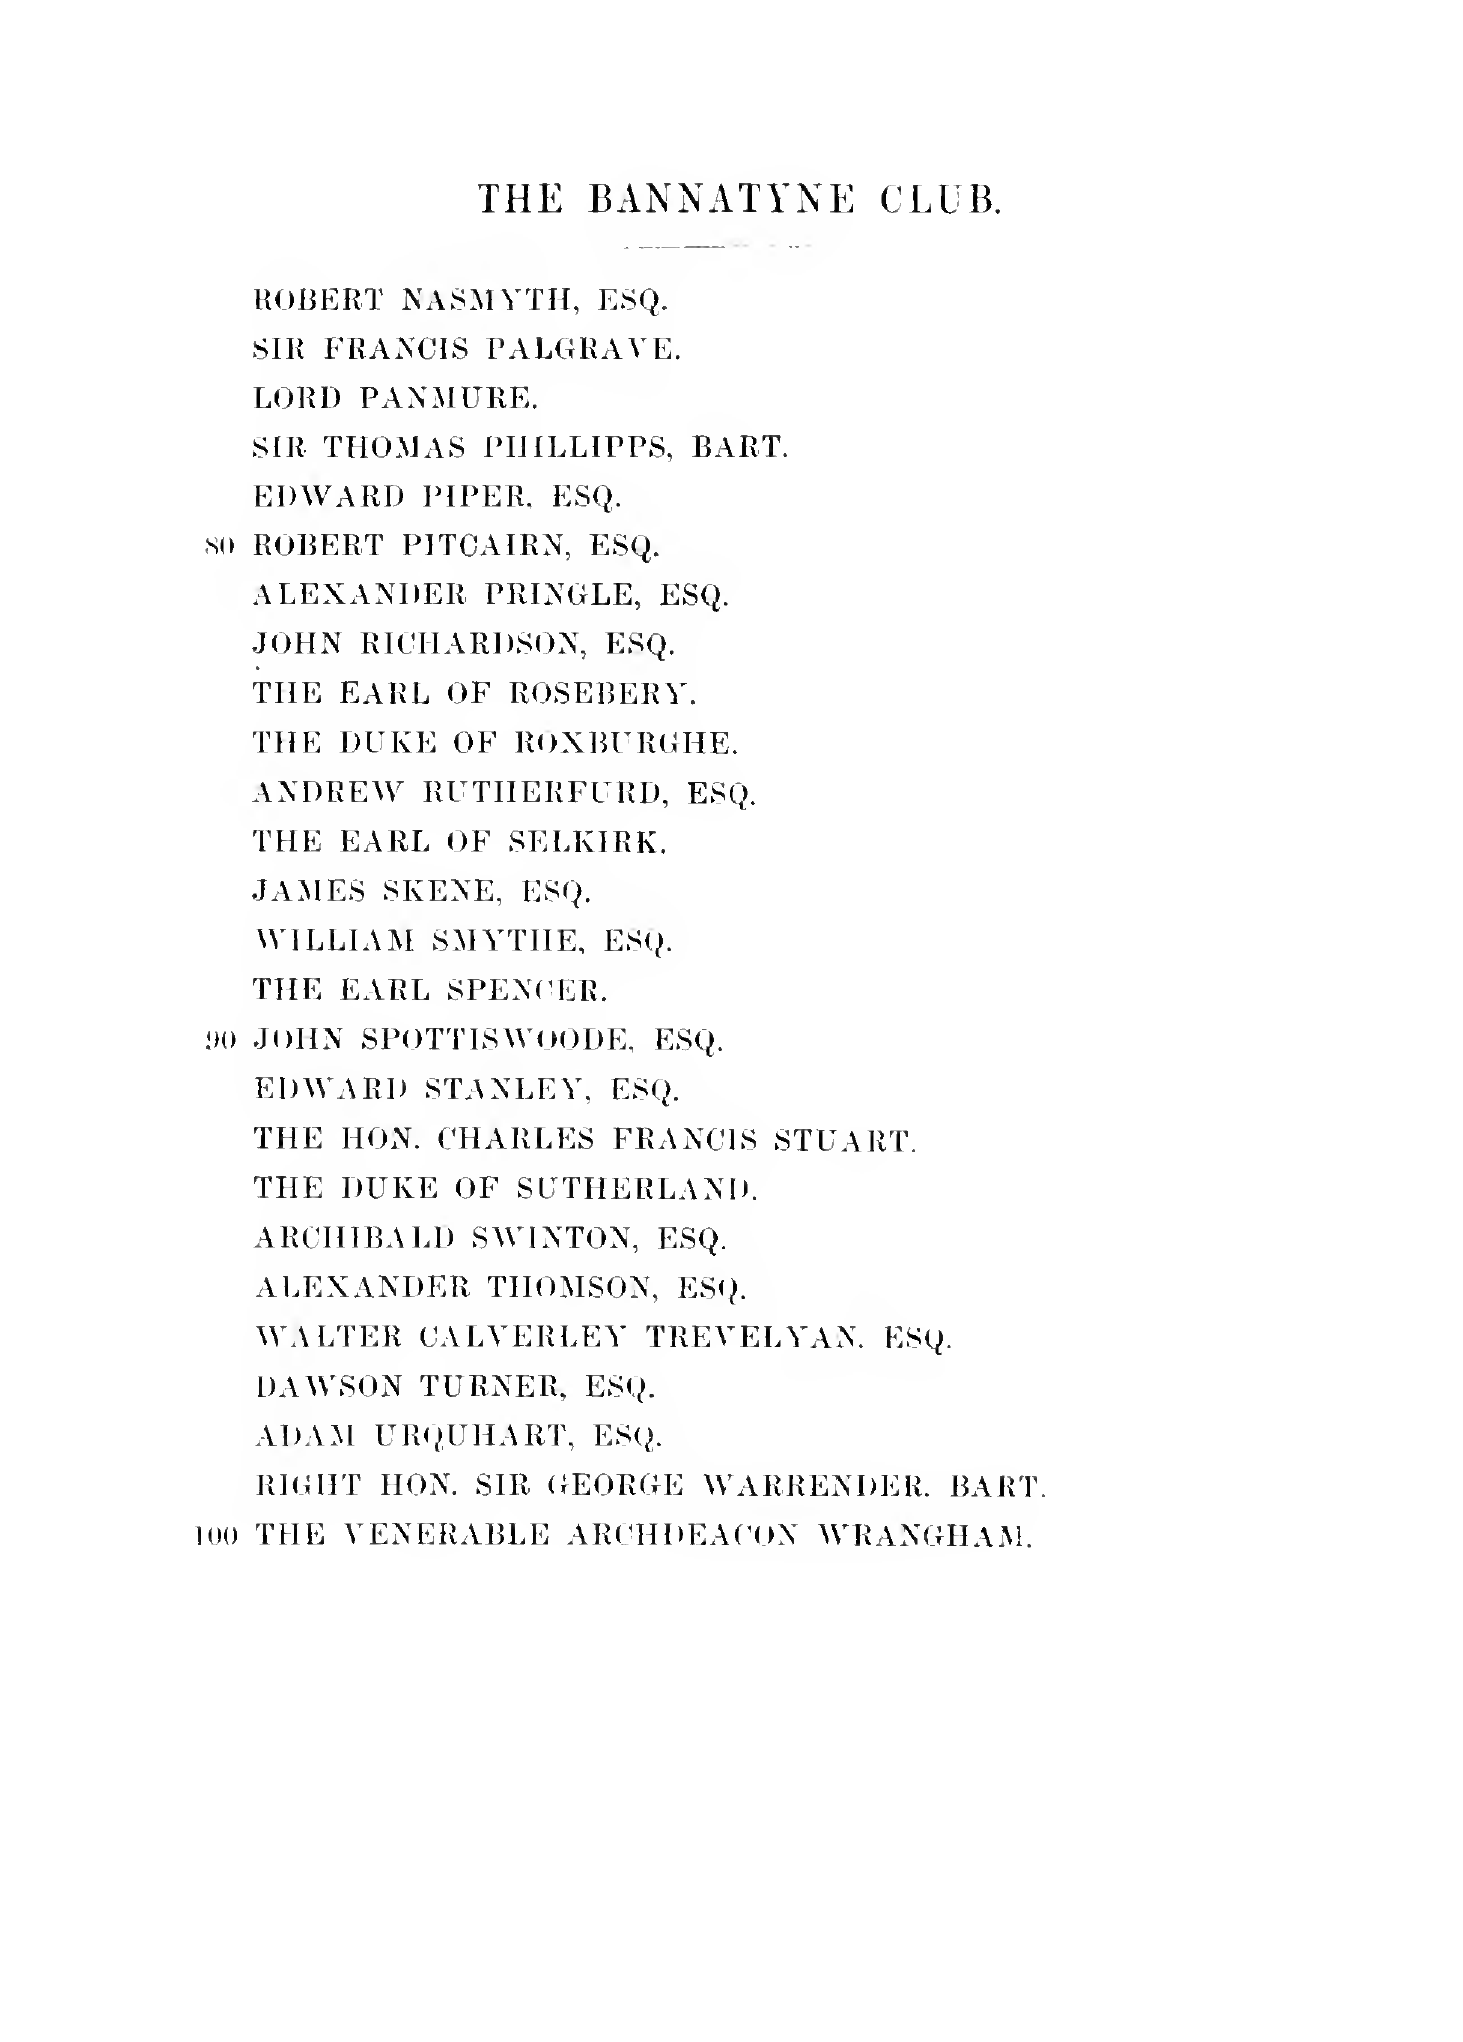 THE BANNATYNE CLUB.
ROBERT NASMYTH, ESQ.
SIR FRANCIS PALGRAVE.
LORD PANMURE.
SIR THOMAS PHILLIPPS, BART.
EDWARD PIPER, ESQ.
80 ROBERT PITCAIRN, ESQ.
ALEXANDER PRINGLE, ESQ.
JOHN RICHARDSON, ESQ.
THE EARL OF ROSEBERY.
THE DUKE OF ROXBURGHE.
ANDREW RUTHERFURD, ESQ.
THE EARL OF SELKIRK.
JAMES SKENE, ESQ.
WILLIAM SMYTHE, ESQ.
THE EARL SPENCER.
90 JOHN SPOTTISWOODE, ESQ.
EDWARD STANLEY, ESQ.
THE HON. CHARLES FRANCIS STUART.
THE DUKE OF SUTHERLAND.
ARCHIBALD SWINTON, ESQ.
ALEXANDER THOMSON, ESQ.
WALTER CALVERLEY TREVELYAN, ESQ.
DAWSON TURNER, ESQ.
ADAM URQUHART, ESQ.
RIGHT HON. SIR GEORGE WARRENDER, BART.
100 THE VENERABLE ARCHDEACON WRANGHAM.